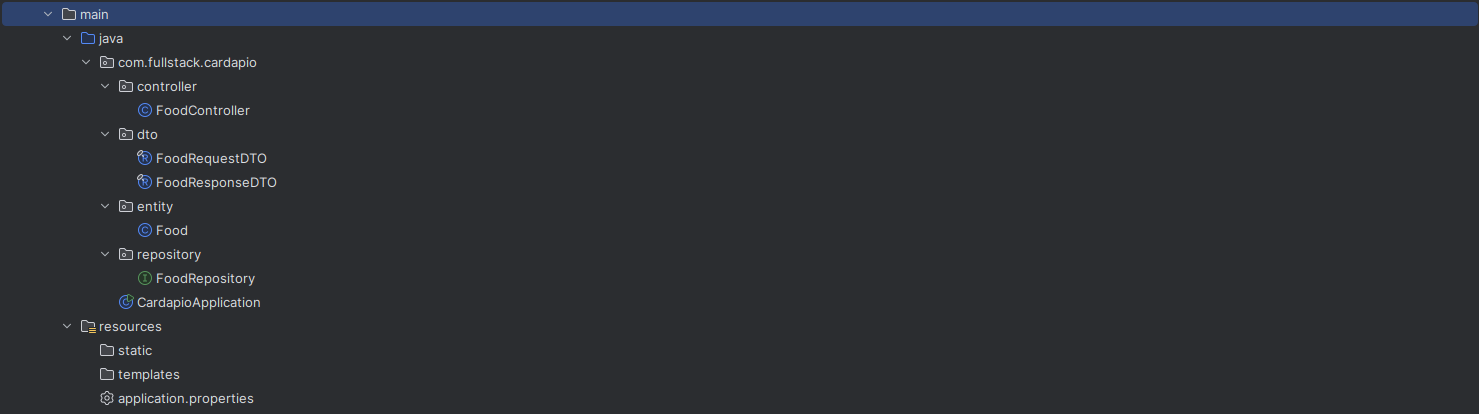 main
java
com.fullstack.cardapio
controller
FoodController
dto
FoodRequestDTO
FoodResponseDTO
entity
Food
repository
FoodRepository
CardapioApplication
resources
static
templates
application.properties